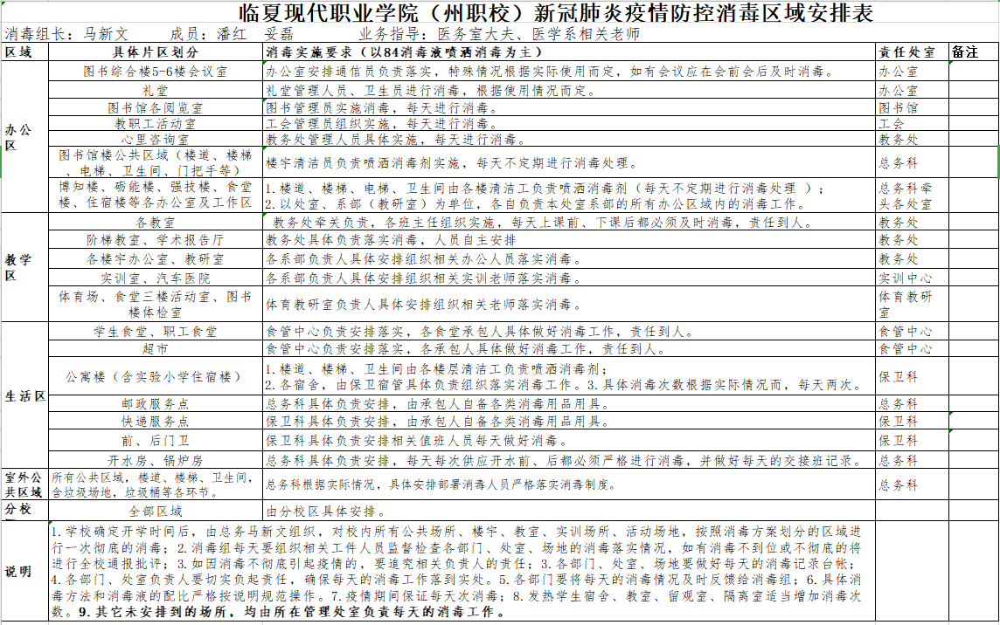 临夏现代职业学院（州职校）新冠肺炎疫情防控消毒区域安排表
消毒组长：马新文 成员：潘红 妥磊 业务指导：医务室大夫、医学系相关老师
区域 具体片区划分 消毒实施要求（以84消毒液喷洒消毒为主） 责任处室 备注
办公区
图书综合楼5-6楼会议室 办公室安排通信员负责落实，特殊情况根据实际使用而定，如有会议应在会前会后及时消毒。 办公室
礼堂 礼堂管理人员、卫生员进行消毒，根据使用情况而定。 办公室
图书馆各阅览室 图书管理员实施消毒，每天进行消毒。 图书馆
教职工活动室 工会管理员组织实施，每天进行消毒。 工会
心里咨询室 教务处管理人员具体实施，每天进行消毒。 教务处
图书馆楼公共区域（楼道、楼梯
、电梯、卫生间、门把手等） 楼宇清洁员负责喷洒消毒剂实施，每天不定期进行消毒处理。 总务科
博知楼、砺能楼、强技楼、食堂
楼、住宿楼等各办公室及工作区
1.楼道、楼梯、电梯、卫生间由各楼清洁工负责喷洒消毒剂（每天不定期进行消毒处理 ）；
2.以处室、系部（教研室）为单位，各自负责本处室系部的所有办公区域内的消毒工作。
总务科牵
头各处室
教学区
各教室 教务处牵关负责，各班主任组织实施，每天上课前、下课后都必须及时消毒，责任到人。 教务处
阶梯教室、学术报告厅 教务处具体负责落实消毒，人员自主安排 教务处
各楼宇办公室、教研室 各系部负责人具体安排组织相关办公人员落实消毒。 教务处
实训室、汽车医院 各系部负责人具体安排组织相关实训老师落实消毒。 实训中心
体育场、食堂三楼活动室、图书
楼体检室 体育教研室负责人具体安排组织相关老师落实消毒。
体育教研
室
生活区
学生食堂、职工食堂 食管中心负责安排落实，各食堂承包人具体做好消毒工作，责任到人。 食管中心
超市 食管中心负责安排落实，各承包人具体做好消毒工作，责任到人。 食管中心
公寓楼（含实验小学住宿楼）
1.楼道、楼梯、卫生间由各楼层清洁工负责喷洒消毒剂；
2.各宿舍，由保卫宿管具体负责组织落实消毒工作。3.具体消毒次数根据实际情况而，每天两次。
保卫科
邮政服务点 总务科具体负责安排，由承包人自备各类消毒用品用具。 总务科
快递服务点 保卫科具体负责安排，由承包人自备各类消毒用品用具。 保卫科
前、后门卫 保卫科具体负责安排相关值班人员每天做好消毒。 保卫科
开水房、锅炉房 总务科具体负责安排，每天每次供应开水前、后都必须严格进行消毒，并做好每天的交接班记录。 总务科
室外公
共区域
所有公共区域，楼道、楼梯、卫生间，
含垃圾场地，垃圾桶等各环节。
总务科根据实际情况，具体安排部署消毒人员严格落实消毒制度。 总务科
分校 全部区域 由分校区具体安排。
说明
1.学校确定开学时间后，由总务马新文组织，对校内所有公共场所、楼宇、教室、实训场所、活动场地，按照消毒方案划分的区域进
行一次彻底的消毒；2.消毒组每天要组织相关工件人员监督检查各部门、处室、场地的消毒落实情况，如有消毒不到位或不彻底的将
进行全校通报批评；3.如因消毒不彻底引起疫情的，要追究相关负责人的责任；3.各部门、处室、场地要做好每天的消毒记录台帐；
4.各部门、处室负责人要切实负起责任，确保每天的消毒工作落到实处。5.各部门要将每天的消毒情况及时反馈给消毒组；6.具体消
毒方法和消毒液的配比严格按说明规范操作。7.疫情期间保证每天次消毒；8.发热学生宿舍、教室、留观室、隔离室适当增加消毒次
数。9.其它未安排到的场所，均由所在管理处室负责每天的消毒工作。